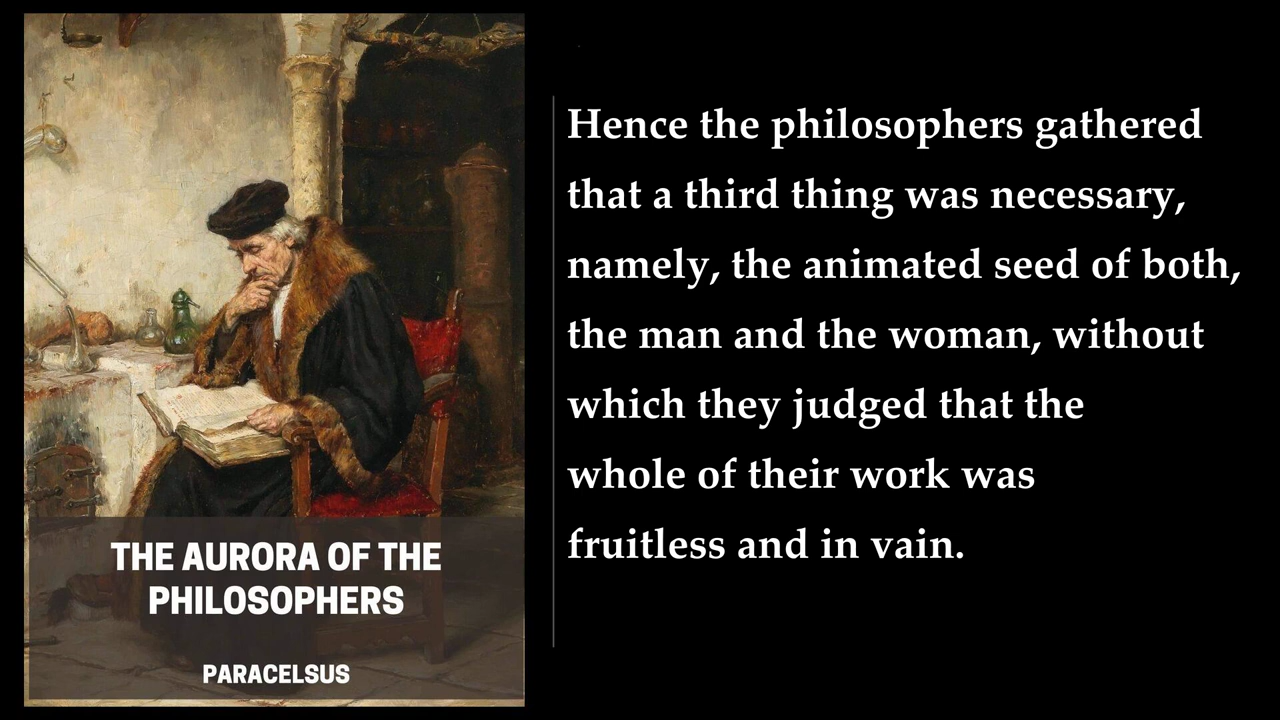 Hence the philosophers gathered
that a third thing was necessary,
namely, the animated seed of both,
the man and the woman, without
which they judged that the
whole of their work was
fruitless and in vain.
THE AURORA OF THE
PHILOSOPHERS
PARACELSUS